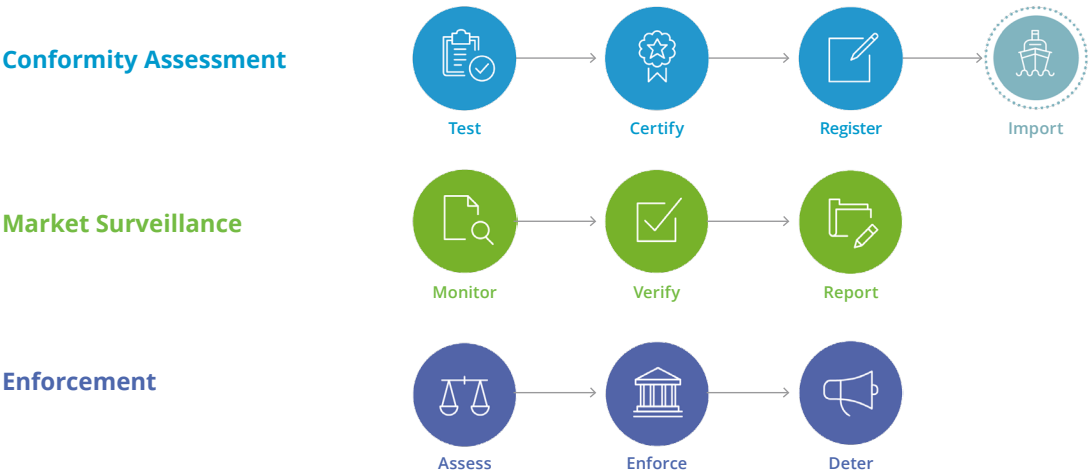 Conformity Assessment
Test
Certify
Register
Import
Market Surveillance
Monitor
Verify
Report
Enforcement
Assess
Enforce
Deter